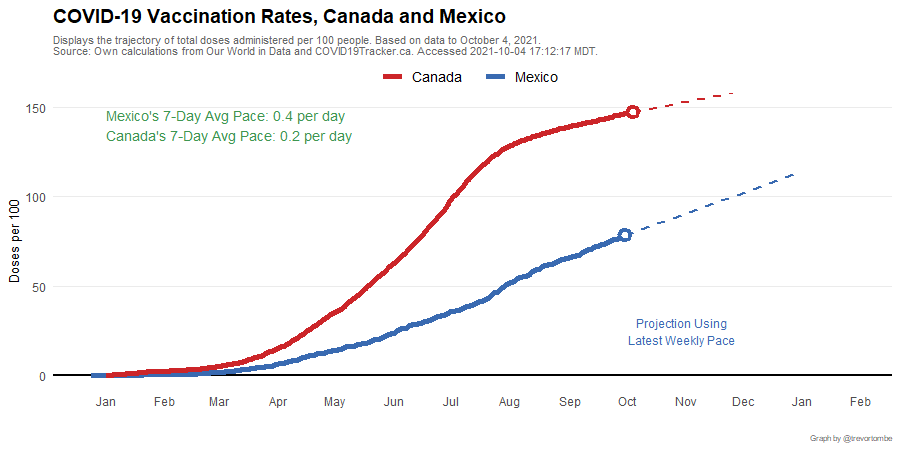 COVID-19 Vaccination Rates, Canada and Mexico
Displays the trajectory of total doses administered per 100 people. Based on data to October 4, 2021.
Source: Own calculations from Our World in Data and COVID19Tracker.ca. Accessed 2021-10-04 17:12:17 MDT.
Canada Mexico
Mexico's 7-Day Avg Pace: 0.4 per day
Canada's 7-Day Avg Pace: 0.2 per day
Doses per 100
150
100
50
0
Projection Using
Latest Weekly Pace
Jan Feb Mar Apr May Jun Jul Aug Sep Oct Nov Dec Jan Feb
Graph by @trevortombe